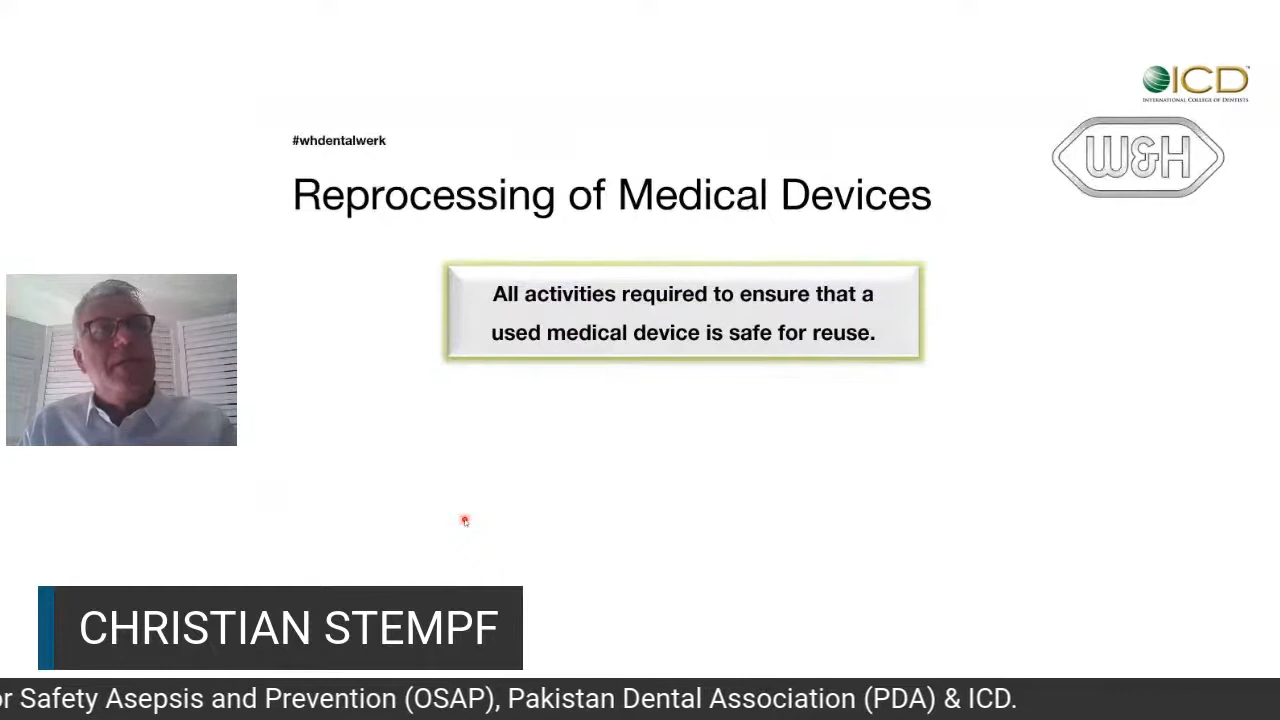 ICD
INTERNATIONAL COLLEGE OF DENTISTS
#whdentalwerk
W&H
Reprocessing of Medical Devices
All activities required to ensure that a
used medical device is safe for reuse.
CHRISTIAN STEMPF
or Safety Asepsis and Prevention (OSAP), Pakistan Dental Association (PDA) & ICD.